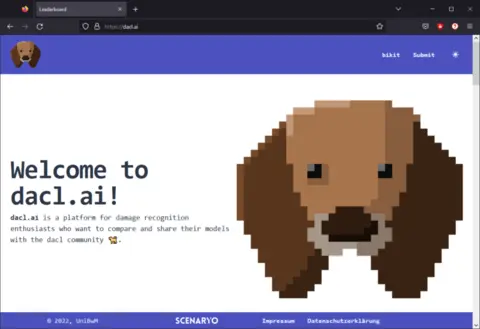 Leaderboard
https://dacl.ai
bikit Submit
Welcome to
dacl.ai!
dacl.ai is a platform for damage recognition
enthusiasts who want to compare and share their models
with the dacl community 🐕.
© 2022, UniBwM
SCENARYO
Impressum Datenschutzerklärung